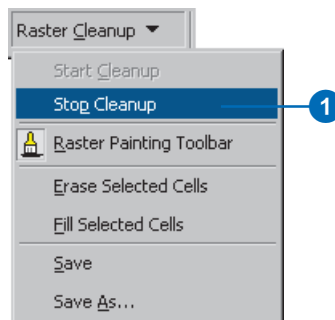 Raster Cleanup
Start Cleanup
Stop Cleanup
1
Raster Painting Toolbar
Erase Selected Cells
Fill Selected Cells
Save
Save As...